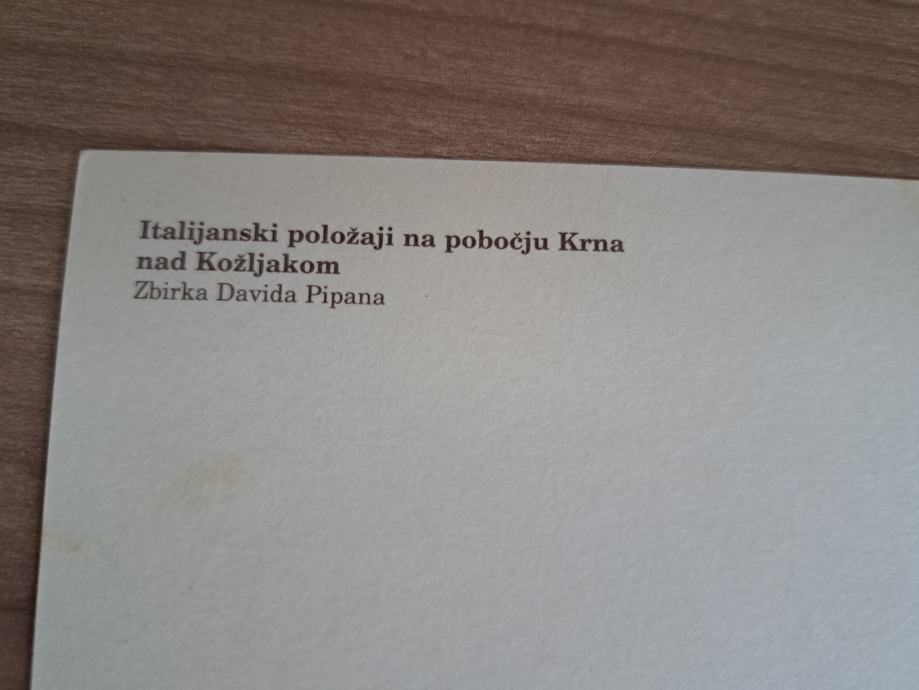 Italijanski položaji na pobočju Krna
nad Kožljakom
Zbirka Davida Pipana